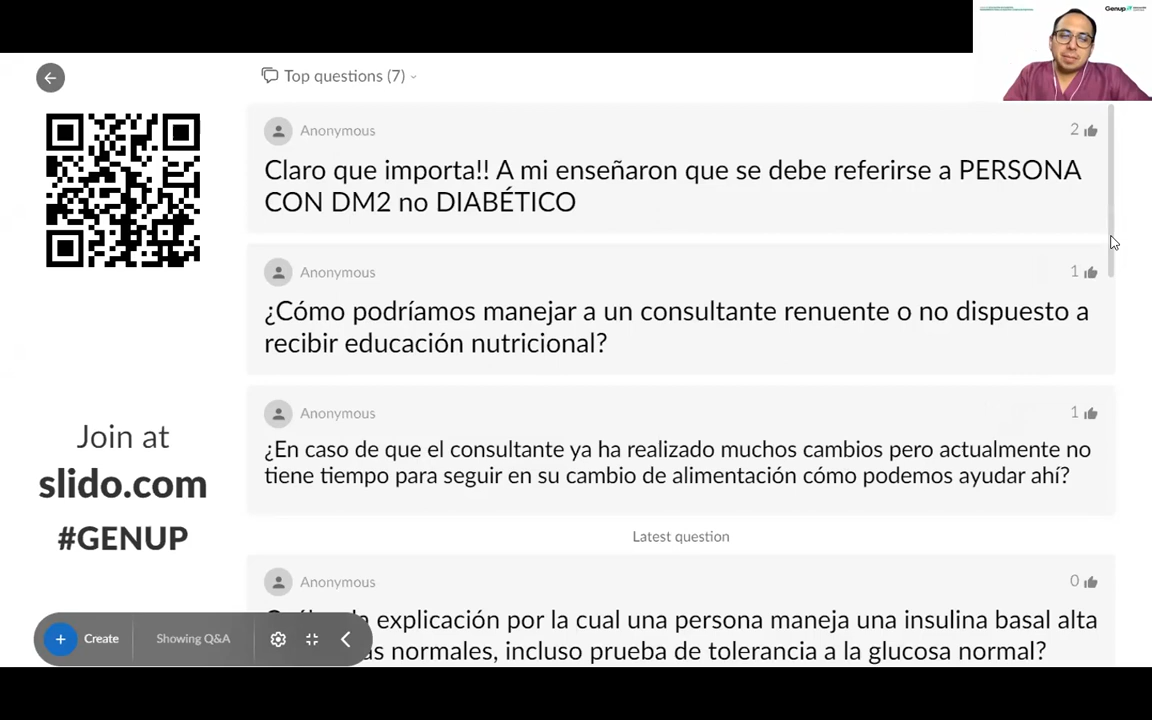 Genup
Top questions (7)
Anonymous
2
Claro que importa!! A mi enseñaron que se debe referirse a PERSONA
CON DM2 no DIABÉTICO
Anonymous
1
¿Cómo podríamos manejar a un consultante renuente o no dispuesto a
recibir educación nutricional?
Anonymous
1
¿En caso de que el consultante ya ha realizado muchos cambios pero actualmente no
tiene tiempo para seguir en su cambio de alimentación cómo podemos ayudar ahí?
Latest question
Anonymous
0
explicación por la cual una persona maneja una insulina basal alta
normales, incluso prueba de tolerancia a la glucosa normal?
Join at
slido.com
#GENUP
Create
Showing Q&A